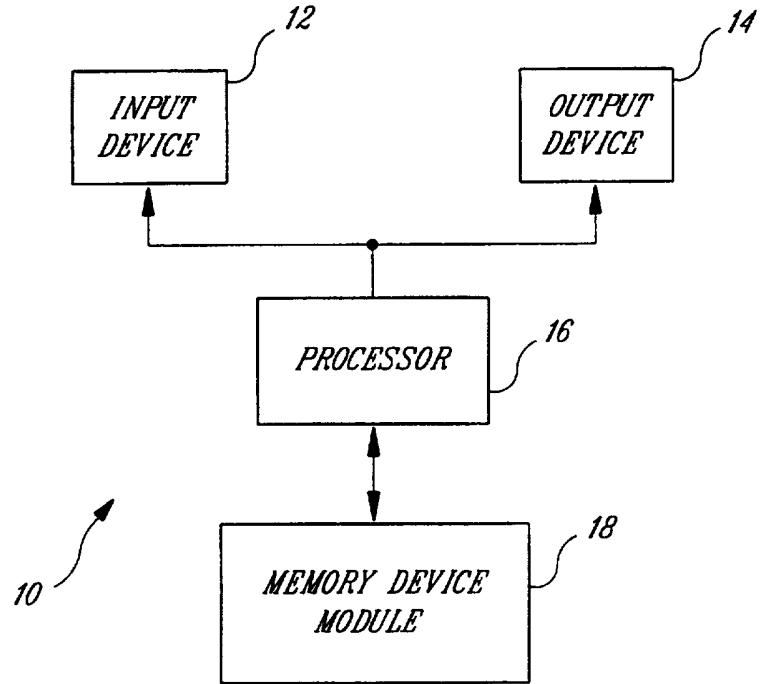 12
14
INPUT
DEVICE
OUTPUT
DEVICE
PROCESSOR
16
MEMORY DEVICE
MODULE
18
10